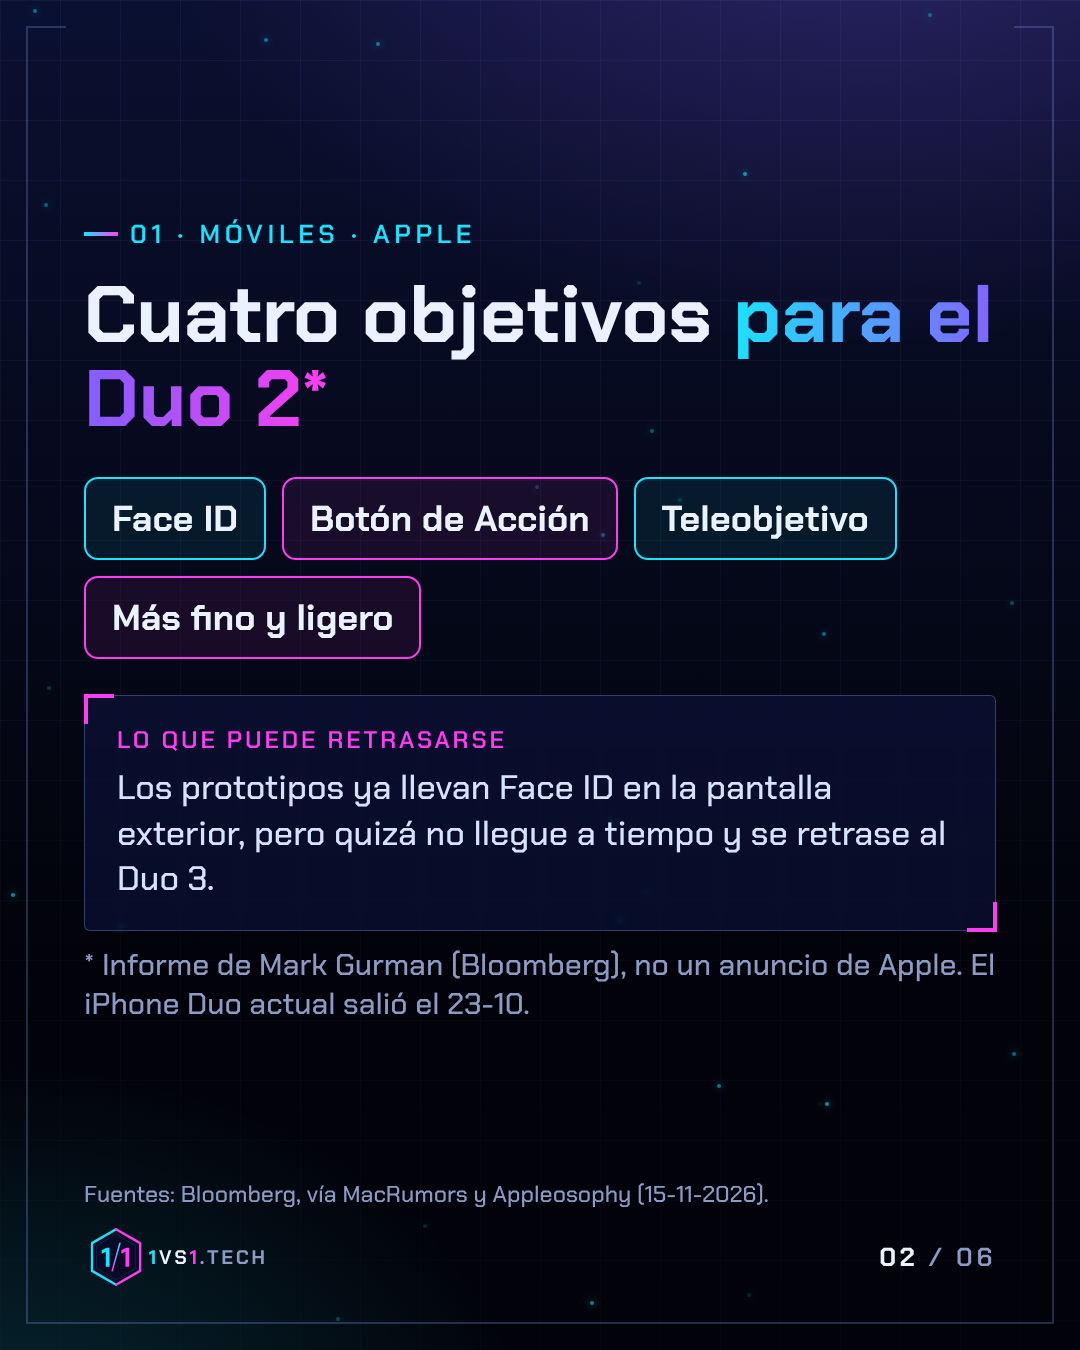 01 · MÓVILES · APPLE
Cuatro objetivos para el
Duo 2*
Face ID
Botón de Acción
Teleobjetivo
Más fino y ligero
LO QUE PUEDE RETRASARSE
Los prototipos ya llevan Face ID en la pantalla
exterior, pero quizá no llegue a tiempo y se retrase al
Duo 3.
* Informe de Mark Gurman (Bloomberg), no un anuncio de Apple. El
iPhone Duo actual salió el 23-10.
Fuentes: Bloomberg, vía MacRumors y Appleosophy (15-11-2026).
1/1 1VS1.TECH
02 / 06